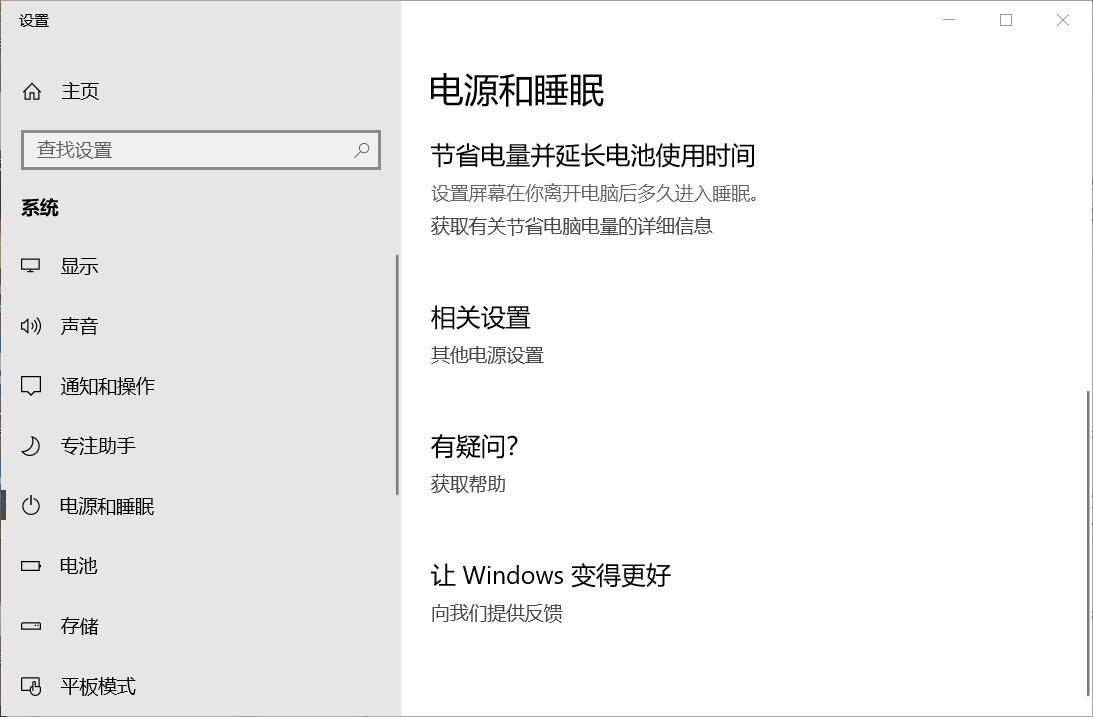 设置
主页
查找设置
系统
显示
声音
通知和操作
专注助手
电源和睡眠
电池
存储
平板模式
电源和睡眠
节省电量并延长电池使用时间
设置屏幕在你离开电脑后多久进入睡眠。
获取有关节省电脑电量的详细信息
相关设置
其他电源设置
有疑问?
获取帮助
让 Windows 变得更好
向我们提供反馈